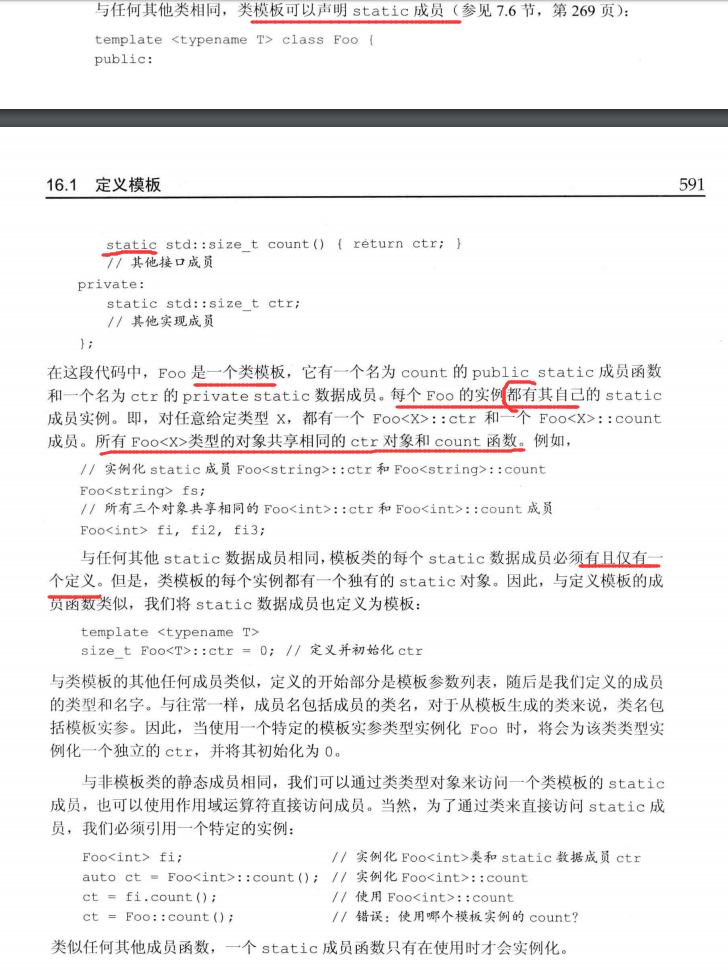 与任何其他类相同，类模板可以声明 static 成员（参见 7.6 节，第 269 页）：
template <typename T> class Foo {
public:
16.1 定义模板 591
static std::size_t count() { return ctr; }
// 其他接口成员
private:
static std::size_t ctr;
// 其他实现成员
};
在这段代码中，Foo 是一个类模板，它有一个名为 count 的 public static 成员函数
和一个名为 ctr 的 private static 数据成员。每个 Foo 的实例都有其自己的 static
成员实例。即，对任意给定类型 X，都有一个 Foo<X>::ctr 和一个 Foo<X>::count
成员。所有 Foo<X>类型的对象共享相同的 ctr 对象和 count 函数。例如，
// 实例化 static 成员 Foo<string>::ctr 和 Foo<string>::count
Foo<string> fs;
// 所有三个对象共享相同的 Foo<int>::ctr 和 Foo<int>::count 成员
Foo<int> fi, fi2, fi3;
与任何其他 static 数据成员相同，模板类的每个 static 数据成员必须有且仅有一
个定义。但是，类模板的每个实例都有一个独有的 static 对象。因此，与定义模板的成
员函数类似，我们将 static 数据成员也定义为模板：
template <typename T>
size_t Foo<T>::ctr = 0; // 定义并初始化 ctr
与类模板的其他任何成员类似，定义的开始部分是模板参数列表，随后是我们定义的成员
的类型和名字。与往常一样，成员名包括成员的类名，对于从模板生成的类来说，类名包
括模板实参。因此，当使用一个特定的模板实参类型实例化 Foo 时，将会为该类类型实
例化一个独立的 ctr，并将其初始化为 0。
与非模板类的静态成员相同，我们可以通过类类型对象来访问一个类模板的 static
成员，也可以使用作用域运算符直接访问成员。当然，为了通过类来直接访问 static 成
员，我们必须引用一个特定的实例：
Foo<int> fi; // 实例化 Foo<int>类和 static 数据成员 ctr
auto ct = Foo<int>::count(); // 实例化 Foo<int>::count
ct = fi.count(); // 使用 Foo<int>::count
ct = Foo::count(); // 错误：使用哪个模板实例的 count?
类似任何其他成员函数，一个 static 成员函数只有在使用时才会实例化。